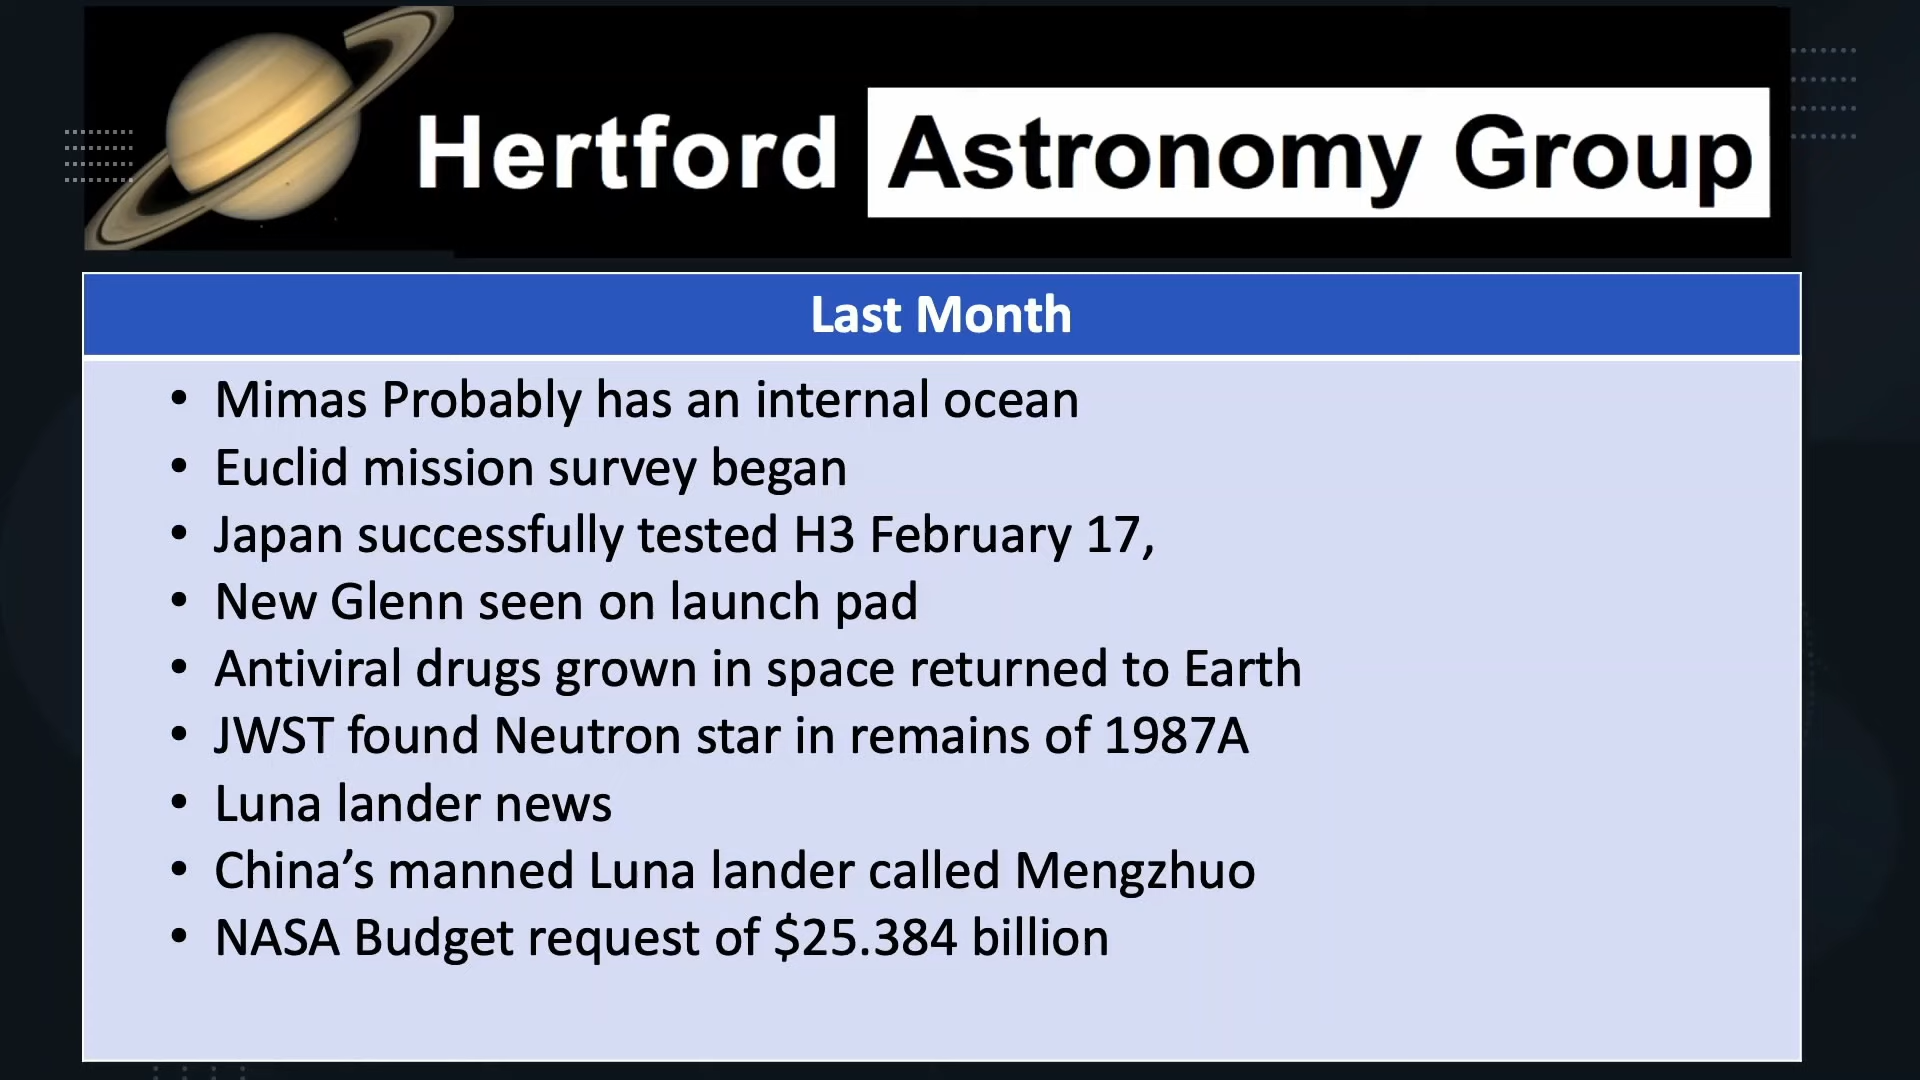 Hertford Astronomy Group
Last Month
• Mimas Probably has an internal ocean
• Euclid mission survey began
• Japan successfully tested H3 February 17,
• New Glenn seen on launch pad
• Antiviral drugs grown in space returned to Earth
• JWST found Neutron star in remains of 1987A
• Luna lander news
• China’s manned Luna lander called Mengzhuo
• NASA Budget request of $25.384 billion